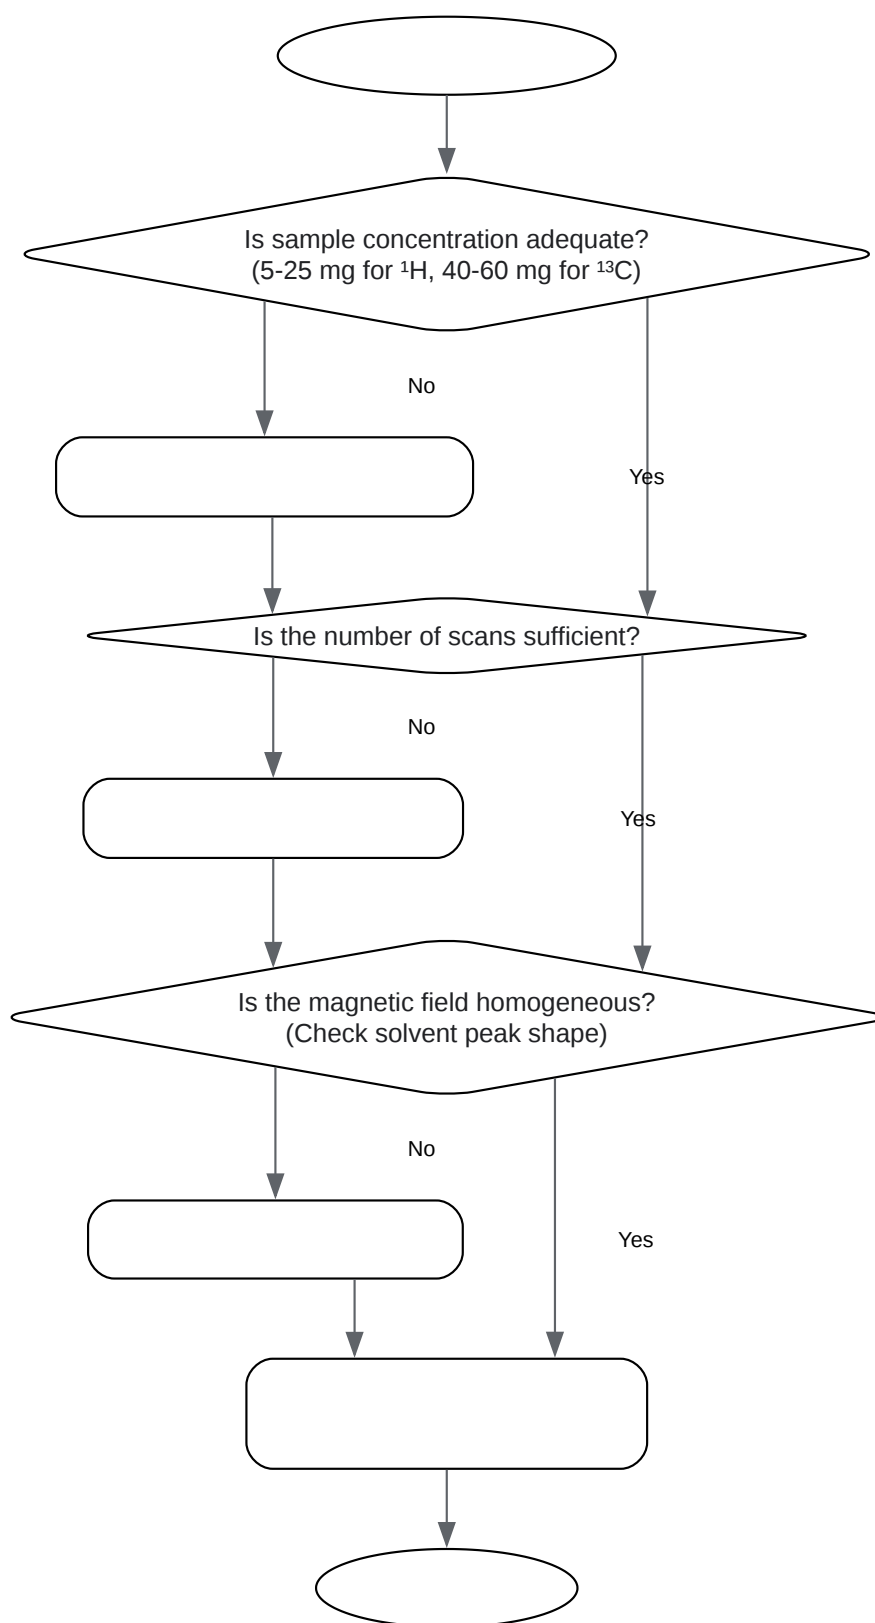 Is sample concentration adequate?
(5-25 mg for ¹H, 40-60 mg for ¹³C)
No
Yes
Is the number of scans sufficient?
No
Yes
Is the magnetic field homogeneous?
(Check solvent peak shape)
No
Yes